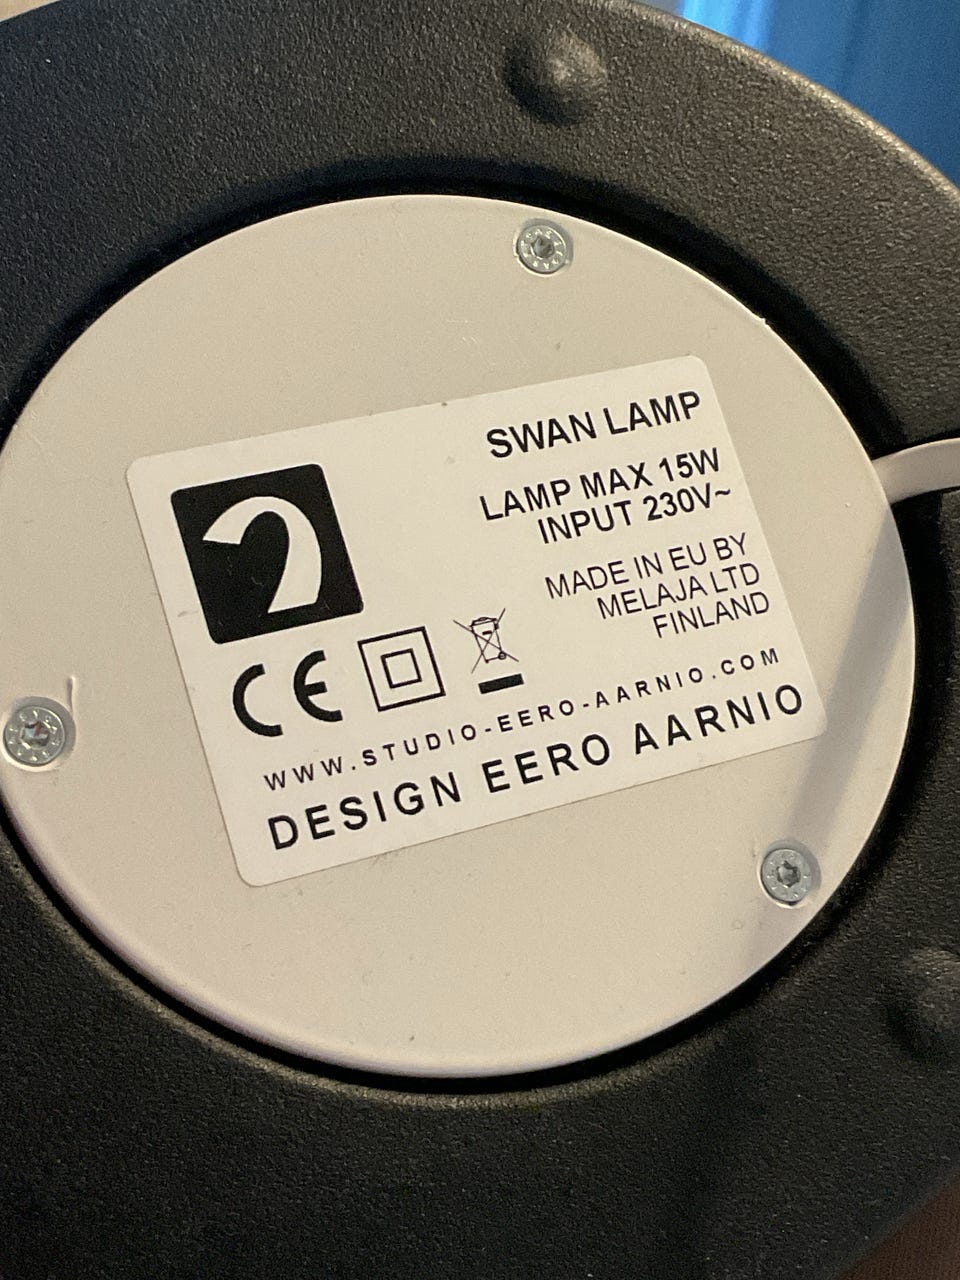 SWAN LAMP
LAMP MAX 15W
INPUT 230V~
MADE IN EU BY
MELAJA LTD
FINLAND
CE
WWW.STUDIO-EERO-AARNIO.COM
DESIGN EERO AARNIO